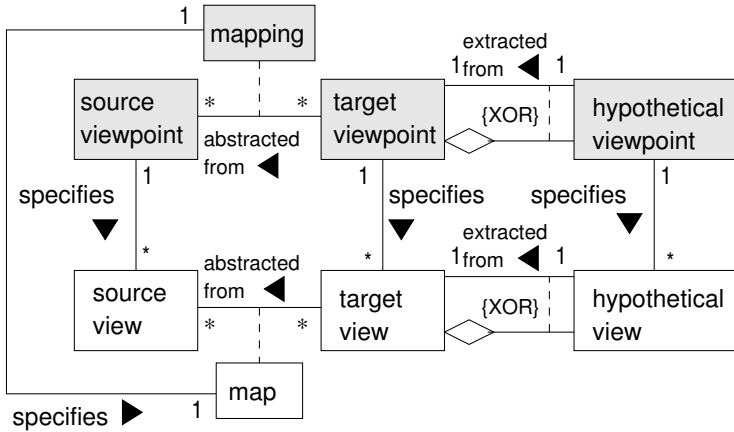 1
mapping
extracted
from
1
1
source
viewpoint
*
*
target
viewpoint
{XOR}
hypothetical
viewpoint
abstracted
from
1
1
1
specifies
specifies
specifies
*
*
*
abstracted
from
extracted
from
1
1
source
view
*
*
target
view
{XOR}
hypothetical
view
map
specifies
1